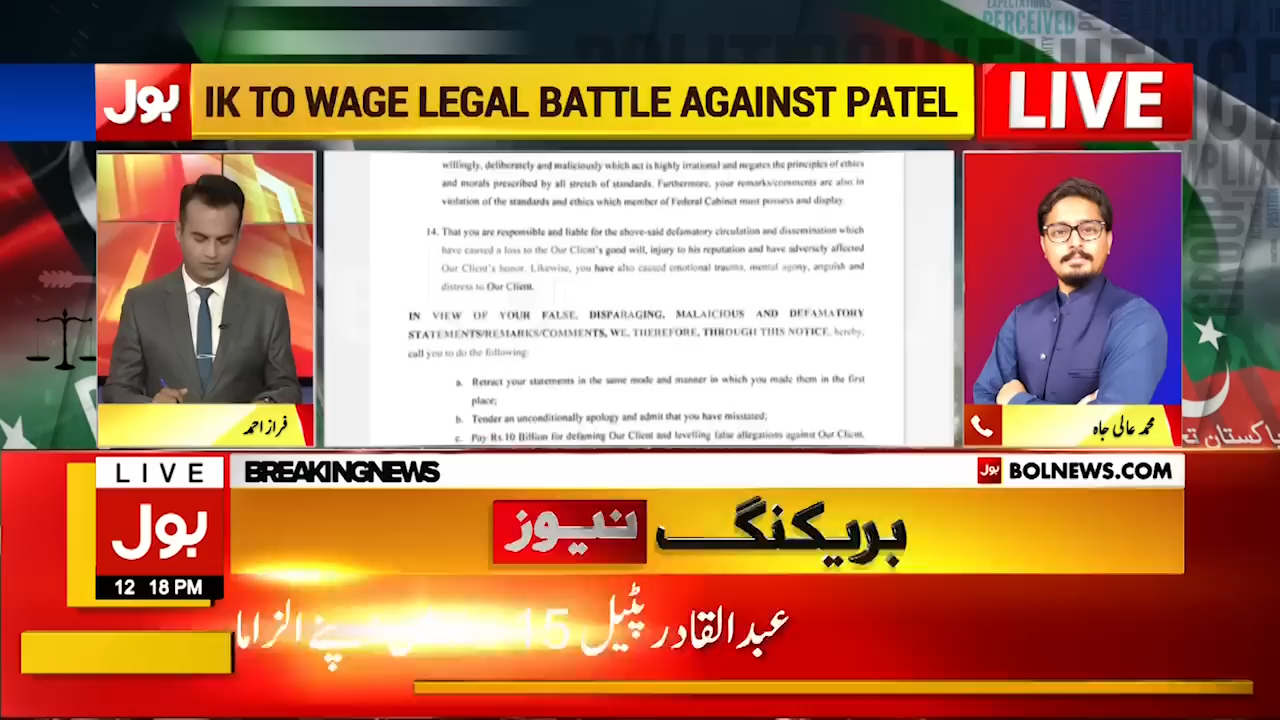 EXPECTATIONS
PERCEIVED
بول
IK TO WAGE LEGAL BATTLE AGAINST PATEL
LIVE
willingly, deliberately and maliciously which act is highly irrational and negates the principles of ethics
and morals prescribed by all stretch of standards. Furthermore, your remarks/comments are also in
violation of the standards and ethics which member of Federal Cabinet must possess and display.
14. That you are responsible and liable for the above-said defamatory circulation and dissemination which
have caused a loss to the Our Client's good will, injury to his reputation and have adversely affected
Our Client's honor. Likewise, you have also caused emotional trauma, mental agony, anguish and
distress to Our Client.
IN VIEW OF YOUR FALSE, DISPARAGING, MALAICIOUS AND DEFAMATORY
STATEMENTS/REMARKS/COMMENTS, WE, THEREFORE, THROUGH THIS NOTICE, hereby,
call you to do the following:
a. Retract your statements in the same mode and manner in which you made them in the first
place;
b. Tender an unconditionally apology and admit that you have misstated;
c. Pay Rs.10 Billion for defaming Our Client and levelling false allegations against Our Client.
فراز احمد
محمد عالی جاہ
پاکستان
LIVE
BREAKINGNEWS
بول
BOLNEWS.COM
بول
بریکنگ نیوز
12 18 PM
عبدالقادر پٹیل 15